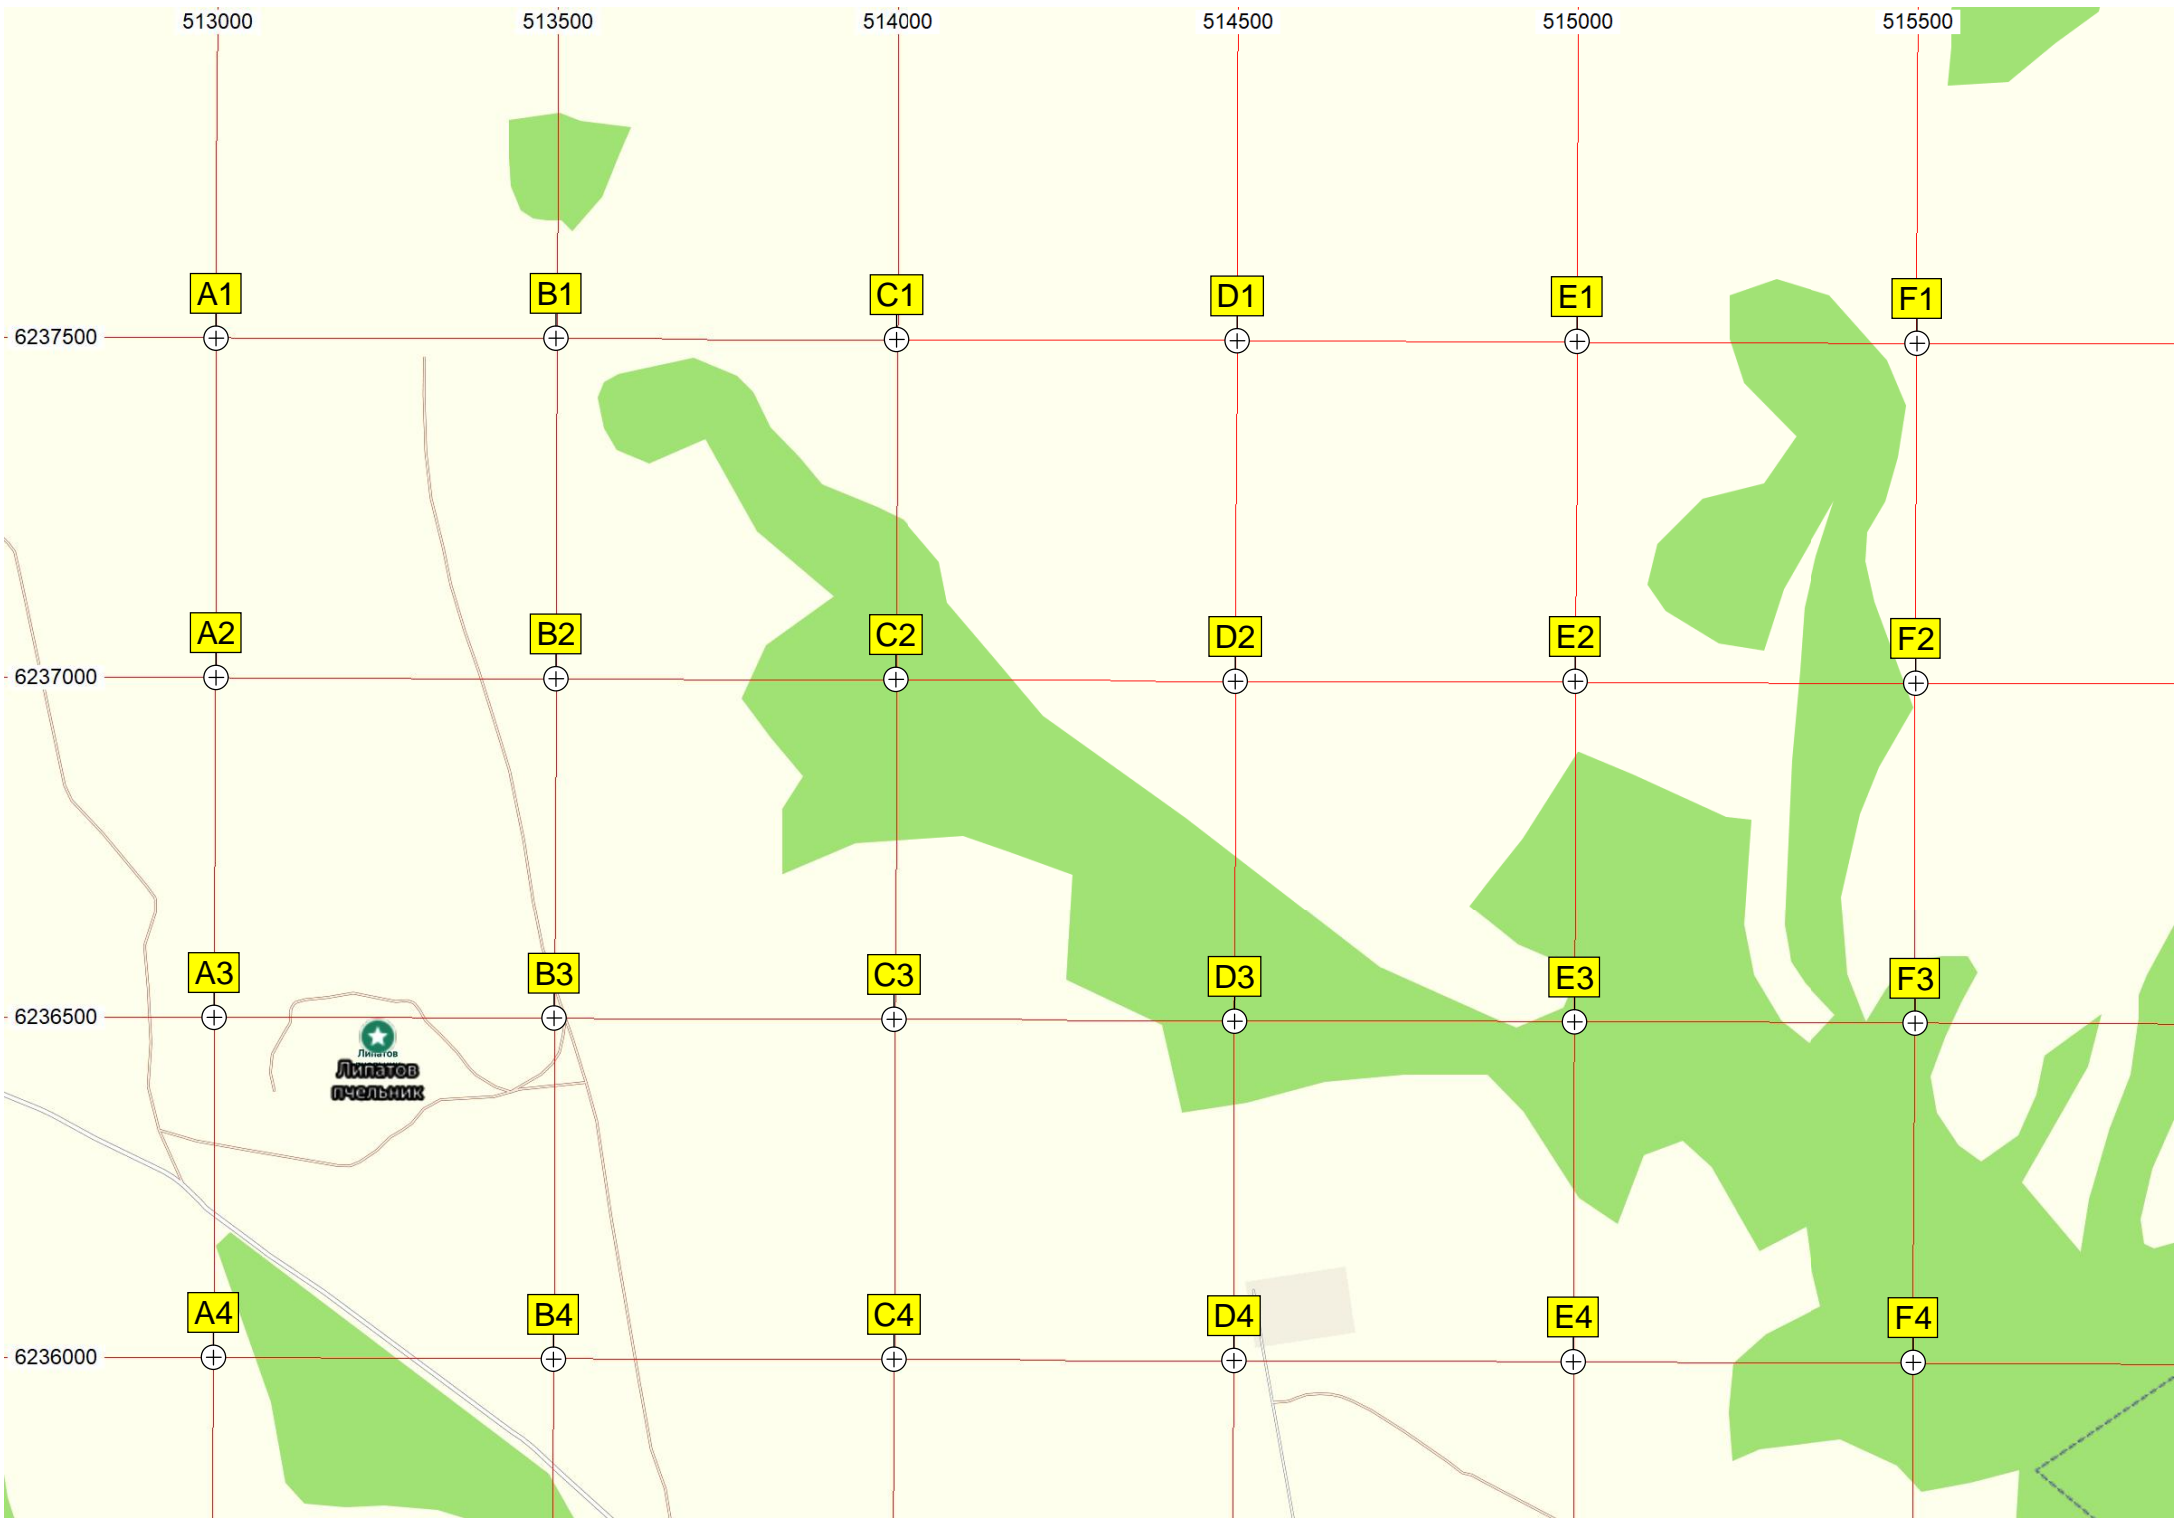 513000 513500 514000 514500 515000 515500
A1 B1 C1 D1 E1 F1
6237500
A2 B2 C2 D2 E2 F2
6237000
A3 B3 C3 D3 E3 F3
6236500
Липатов
Липатов
пчельник
A4 B4 C4 D4 E4 F4
6236000